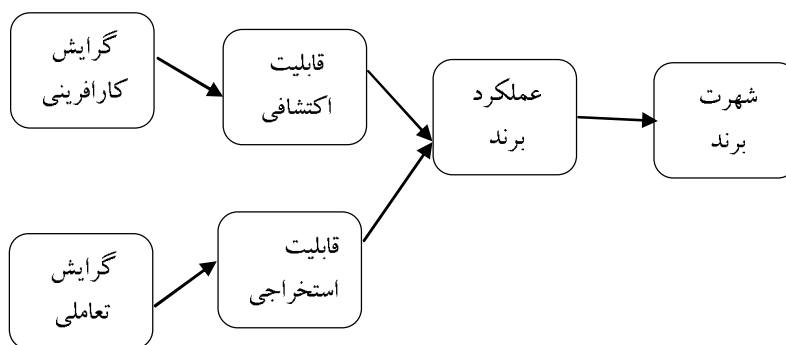 گرایش
کارافرینی
قابلیت
اکتشافی
عملکرد
برند
شهرت
برند
گرایش
تعاملی
قابلیت
استخراجی